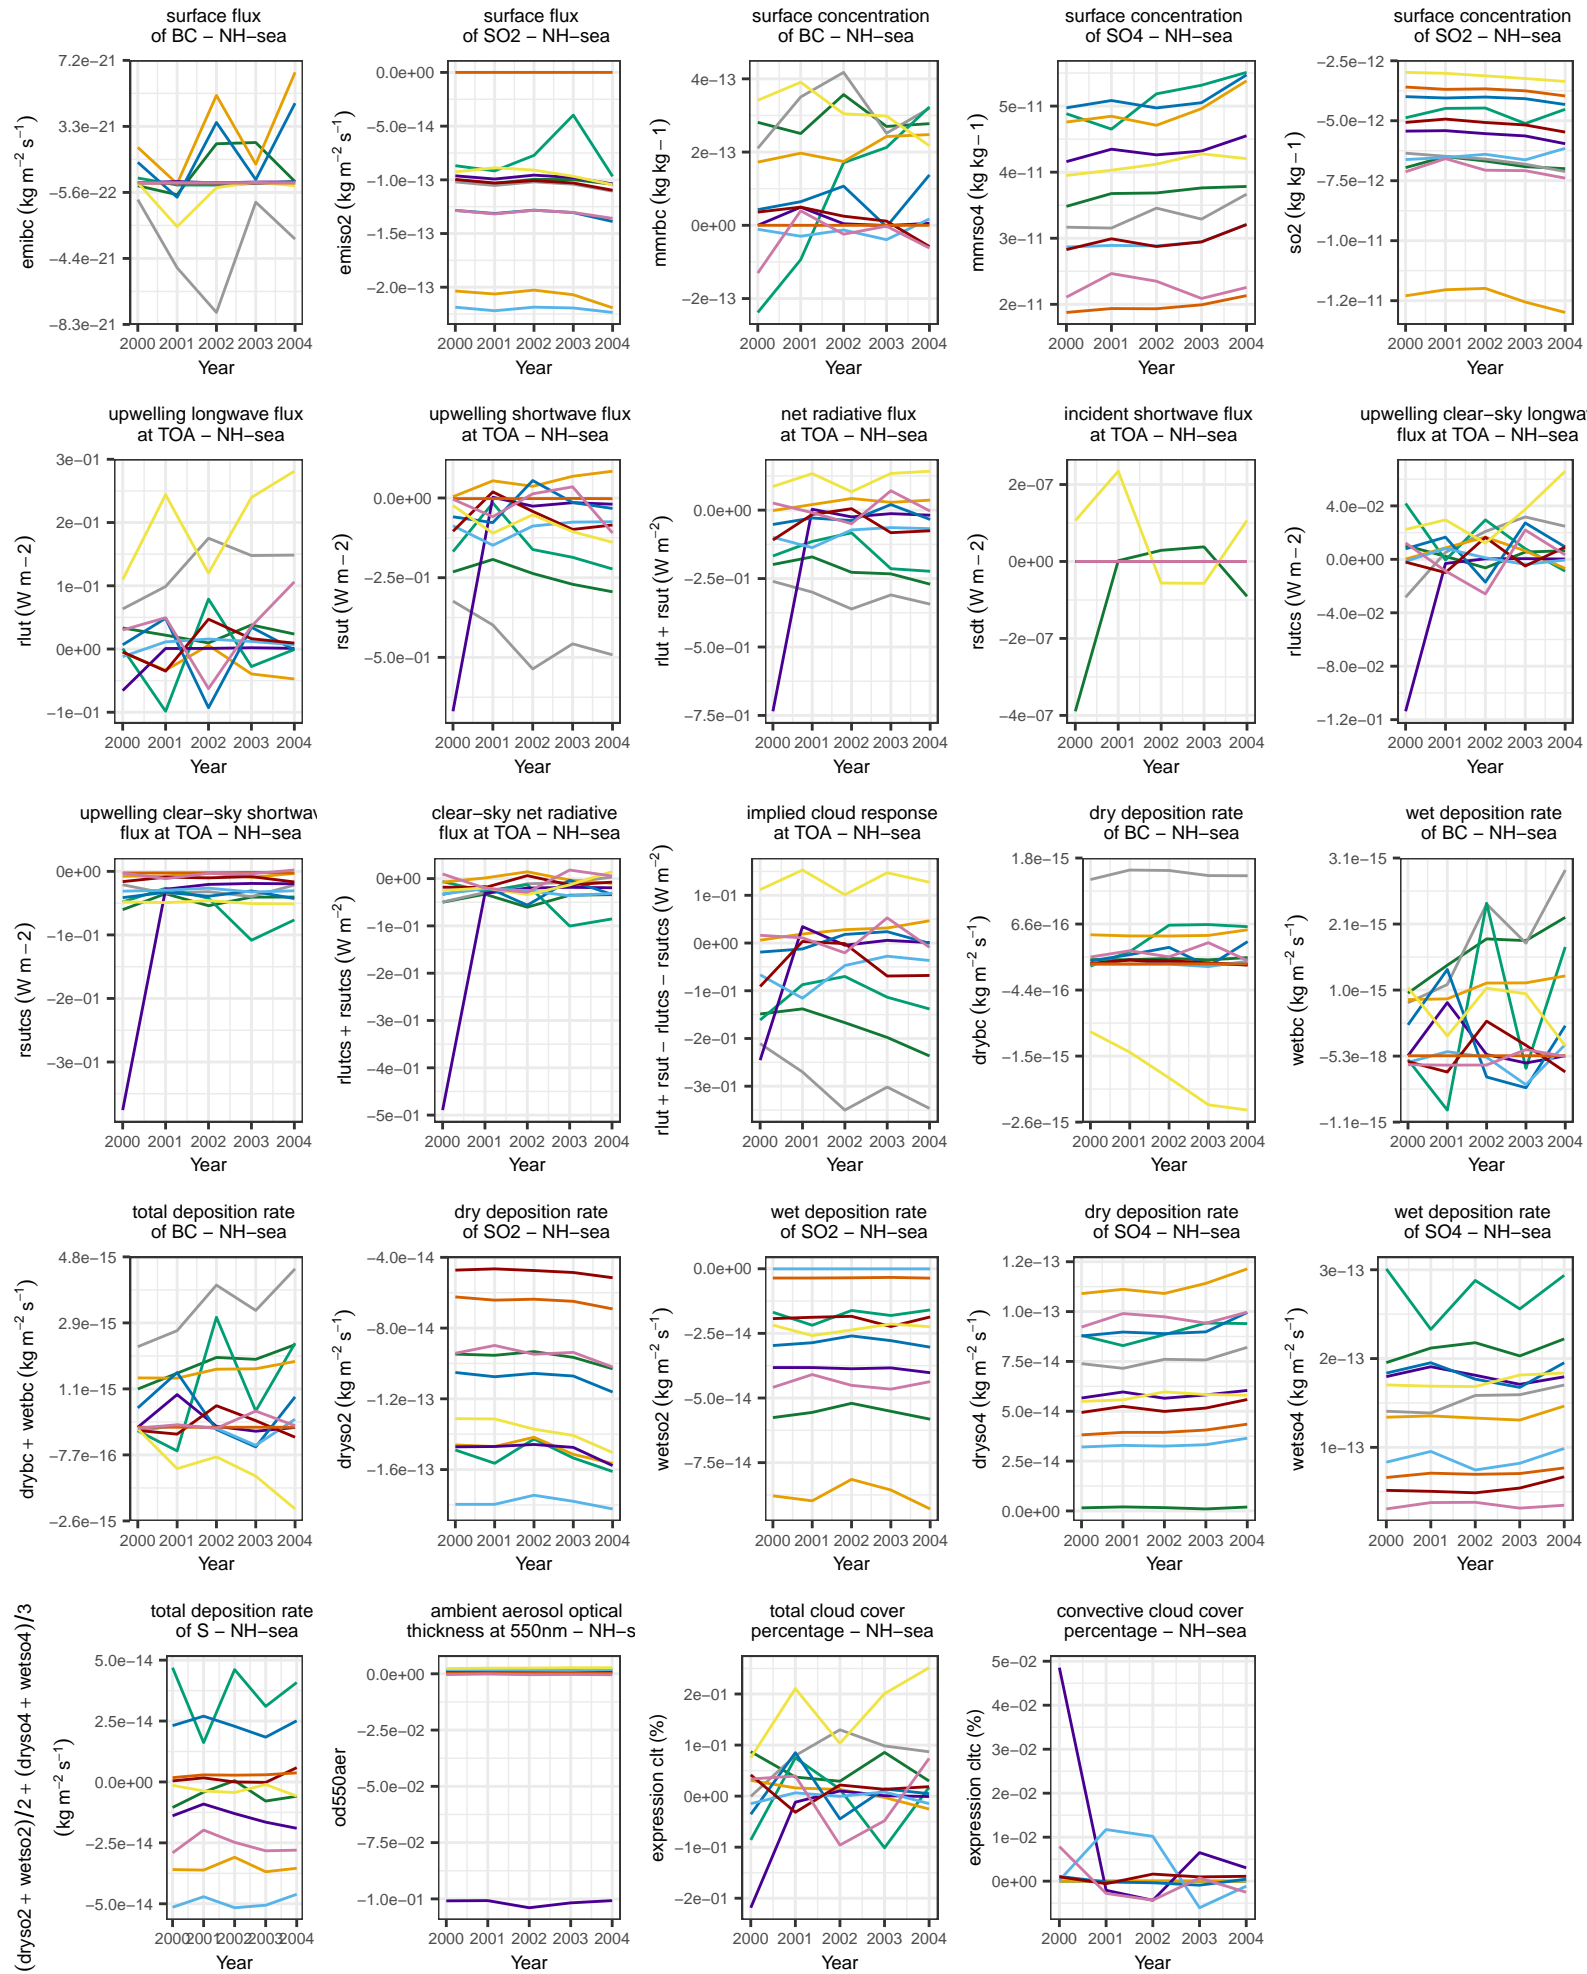 surface flux
of BC − NH−sea
7.2e−21
3.3e−21
−5.6e−22
−4.4e−21
−8.3e−21
emibc (kg m−2 s−1)
2000 2001 2002 2003 2004
Year
surface flux
of SO2 − NH−sea
0.0e+00
−5.0e−14
−1.0e−13
−1.5e−13
−2.0e−13
emiso2 (kg m−2 s−1)
2000 2001 2002 2003 2004
Year
surface concentration
of BC − NH−sea
4e−13
2e−13
0e+00
−2e−13
mmrbc (kg kg−1)
2000 2001 2002 2003 2004
Year
surface concentration
of SO4 − NH−sea
5e−11
4e−11
3e−11
2e−11
mmrso4 (kg kg−1)
2000 2001 2002 2003 2004
Year
surface concentration
of SO2 − NH−sea
−2.5e−12
−5.0e−12
−7.5e−12
−1.0e−11
−1.2e−11
so2 (kg kg−1)
2000 2001 2002 2003 2004
Year
upwelling longwave flux
at TOA − NH−sea
3e−01
2e−01
1e−01
0e+00
−1e−01
rlut (W m−2)
2000 2001 2002 2003 2004
Year
upwelling shortwave flux
at TOA − NH−sea
0.0e+00
−2.5e−01
−5.0e−01
rsut (W m−2)
2000 2001 2002 2003 2004
Year
net radiative flux
at TOA − NH−sea
0.0e+00
−2.5e−01
−5.0e−01
−7.5e−01
rlut + rsut (W m−2)
2000 2001 2002 2003 2004
Year
incident shortwave flux
at TOA − NH−sea
2e−07
0e+00
−2e−07
−4e−07
rsdt (W m−2)
2000 2001 2002 2003 2004
Year
upwelling clear−sky longwa
flux at TOA − NH−sea
4.0e−02
0.0e+00
−4.0e−02
−8.0e−02
−1.2e−01
rlutcs (W m−2)
2000 2001 2002 2003 2004
Year
upwelling clear−sky shortwav
flux at TOA − NH−sea
0e+00
−1e−01
−2e−01
−3e−01
rsutcs (W m−2)
2000 2001 2002 2003 2004
Year
clear−sky net radiative
flux at TOA − NH−sea
0e+00
−1e−01
−2e−01
−3e−01
−4e−01
−5e−01
rlutcs + rsutcs (W m−2)
2000 2001 2002 2003 2004
Year
implied cloud response
at TOA − NH−sea
1e−01
0e+00
−1e−01
−2e−01
−3e−01
rlut + rsut − rlutcs − rsutcs (W m−2)
2000 2001 2002 2003 2004
Year
dry deposition rate
of BC − NH−sea
1.8e−15
6.6e−16
−4.4e−16
−1.5e−15
−2.6e−15
drybc (kg m−2 s−1)
2000 2001 2002 2003 2004
Year
wet deposition rate
of BC − NH−sea
3.1e−15
2.1e−15
1.0e−15
−5.3e−18
−1.1e−15
wetbc (kg m−2 s−1)
2000 2001 2002 2003 2004
Year
total deposition rate
of BC − NH−sea
4.8e−15
2.9e−15
1.1e−15
−7.7e−16
−2.6e−15
drybc + wetbc (kg m−2 s−1)
2000 2001 2002 2003 2004
Year
dry deposition rate
of SO2 − NH−sea
−4.0e−14
−8.0e−14
−1.2e−13
−1.6e−13
dryso2 (kg m−2 s−1)
2000 2001 2002 2003 2004
Year
wet deposition rate
of SO2 − NH−sea
0.0e+00
−2.5e−14
−5.0e−14
−7.5e−14
wetso2 (kg m−2 s−1)
2000 2001 2002 2003 2004
Year
dry deposition rate
of SO4 − NH−sea
1.2e−13
1.0e−13
7.5e−14
5.0e−14
2.5e−14
0.0e+00
dryso4 (kg m−2 s−1)
2000 2001 2002 2003 2004
Year
wet deposition rate
of SO4 − NH−sea
3e−13
2e−13
1e−13
wetso4 (kg m−2 s−1)
2000 2001 2002 2003 2004
Year
total deposition rate
of S − NH−sea
5.0e−14
2.5e−14
0.0e+00
−2.5e−14
−5.0e−14
(dryso2 + wetso2)/2 + (dryso4 + wetso4)/3
(kg m−2 s−1)
2000 2001 2002 2003 2004
Year
ambient aerosol optical
thickness at 550nm − NH−s
0.0e+00
−2.5e−02
−5.0e−02
−7.5e−02
−1.0e−01
od550aer
2000 2001 2002 2003 2004
Year
total cloud cover
percentage − NH−sea
2e−01
1e−01
0e+00
−1e−01
−2e−01
expression clt (%)
2000 2001 2002 2003 2004
Year
convective cloud cover
percentage − NH−sea
5e−02
4e−02
3e−02
2e−02
1e−02
0e+00
expression cltc (%)
2000 2001 2002 2003 2004
Year